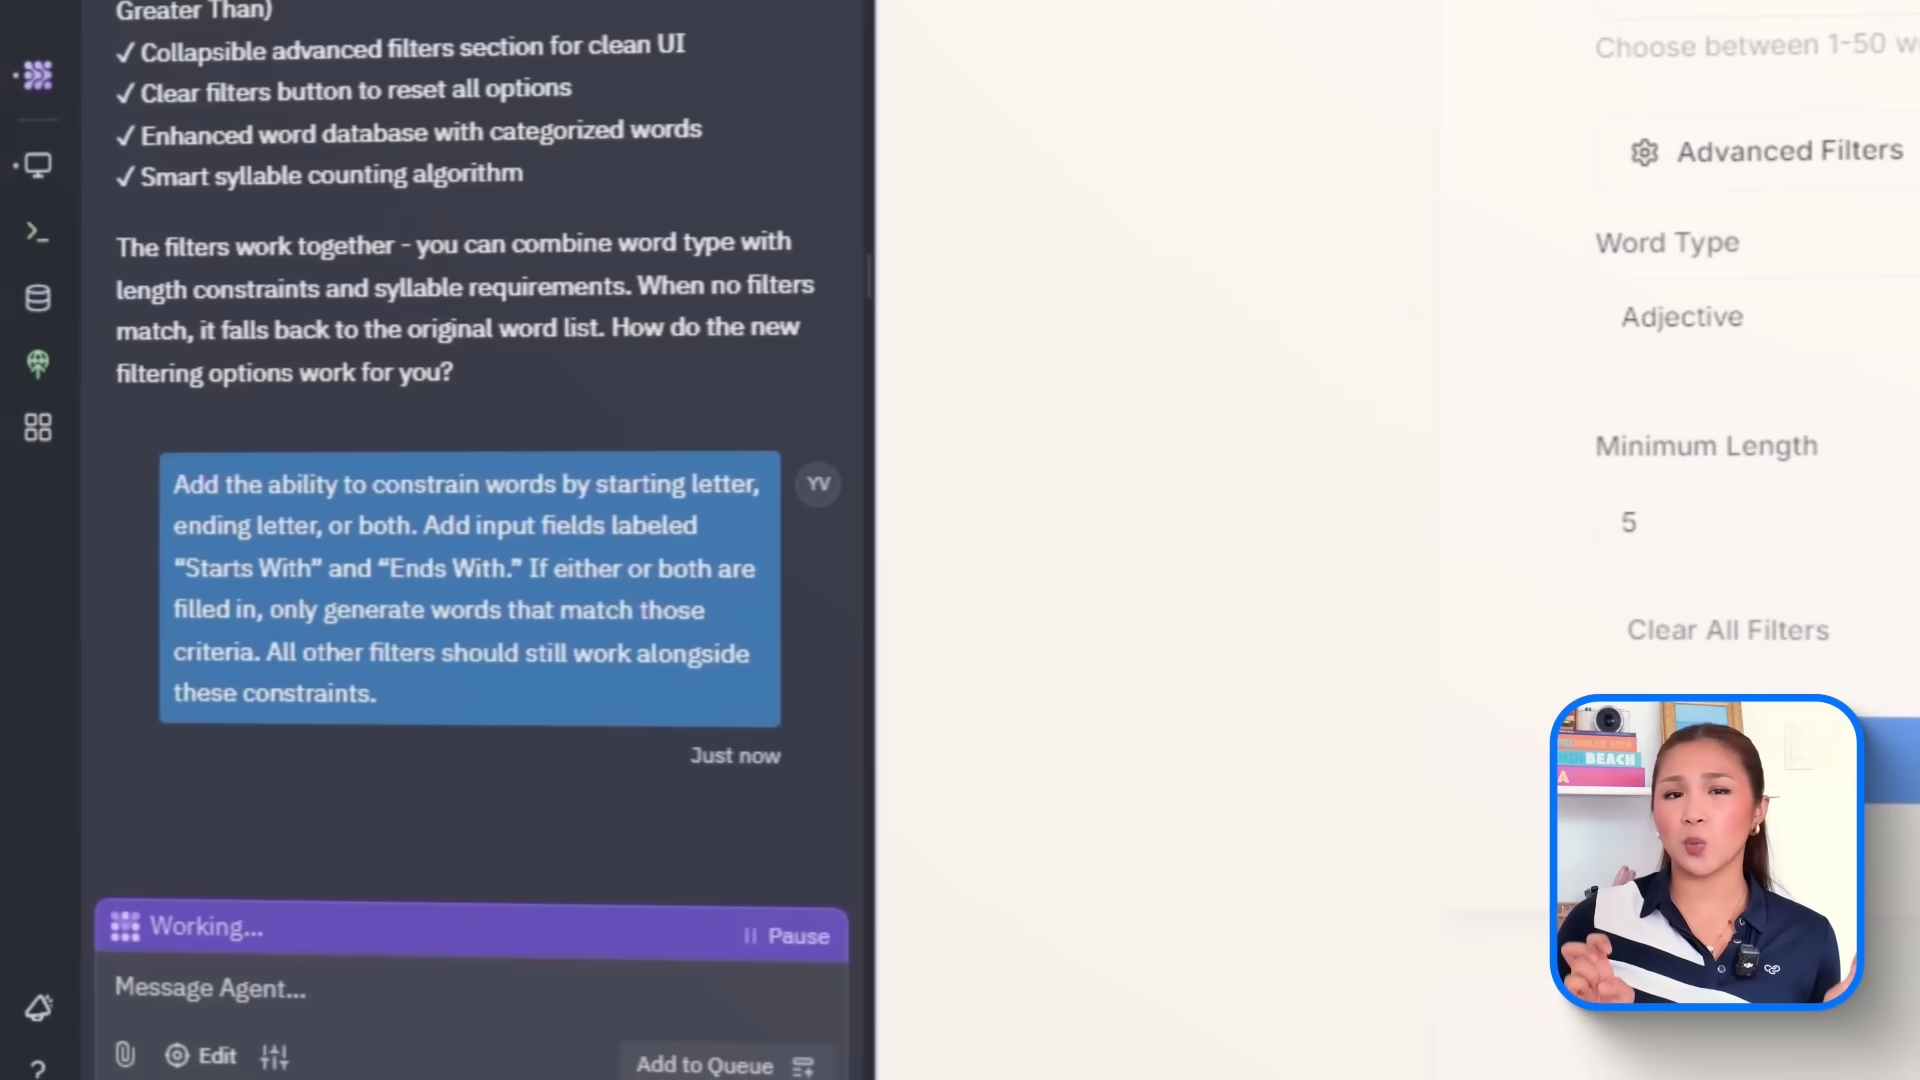 Greater Than)
✓ Collapsible advanced filters section for clean UI
✓ Clear filters button to reset all options
✓ Enhanced word database with categorized words
✓ Smart syllable counting algorithm
The filters work together - you can combine word type with
length constraints and syllable requirements. When no filters
match, it falls back to the original word list. How do the new
filtering options work for you?
Add the ability to constrain words by starting letter,
ending letter, or both. Add input fields labeled
“Starts With” and “Ends With.” If either or both are
filled in, only generate words that match those
criteria. All other filters should still work alongside
these constraints.
YV
Just now
Working...
Pause
Message Agent...
Edit
Add to Queue
?
Choose between 1-50
Advanced Filters
Word Type
Adjective
Minimum Length
5
Clear All Filters
BEACH
A